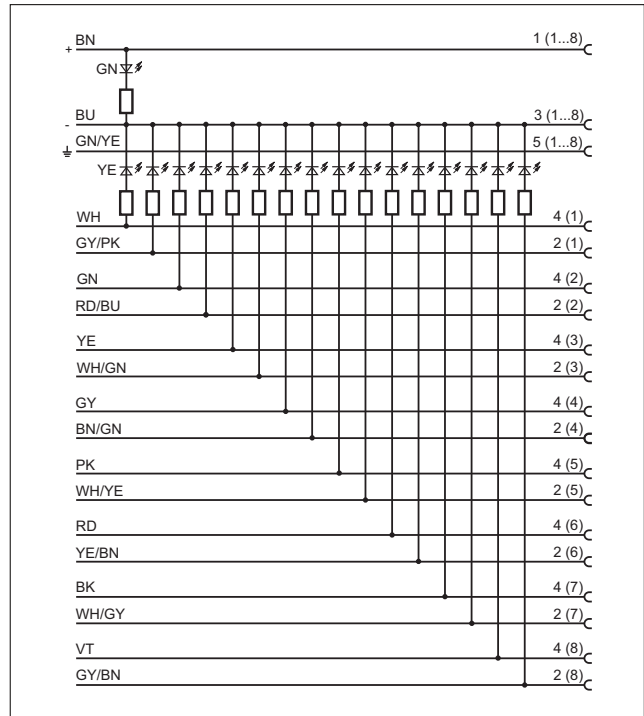 BN 1 (1...8)
+
GN
BU 3 (1...8)
-
GN/YE 5 (1...8)
YE
WH 4 (1)
GY/PK 2 (1)
GN 4 (2)
RD/BU 2 (2)
YE 4 (3)
WH/GN 2 (3)
GY 4 (4)
BN/GN 2 (4)
PK 4 (5)
WH/YE 2 (5)
RD 4 (6)
YE/BN 2 (6)
BK 4 (7)
WH/GY 2 (7)
VT 4 (8)
GY/BN 2 (8)